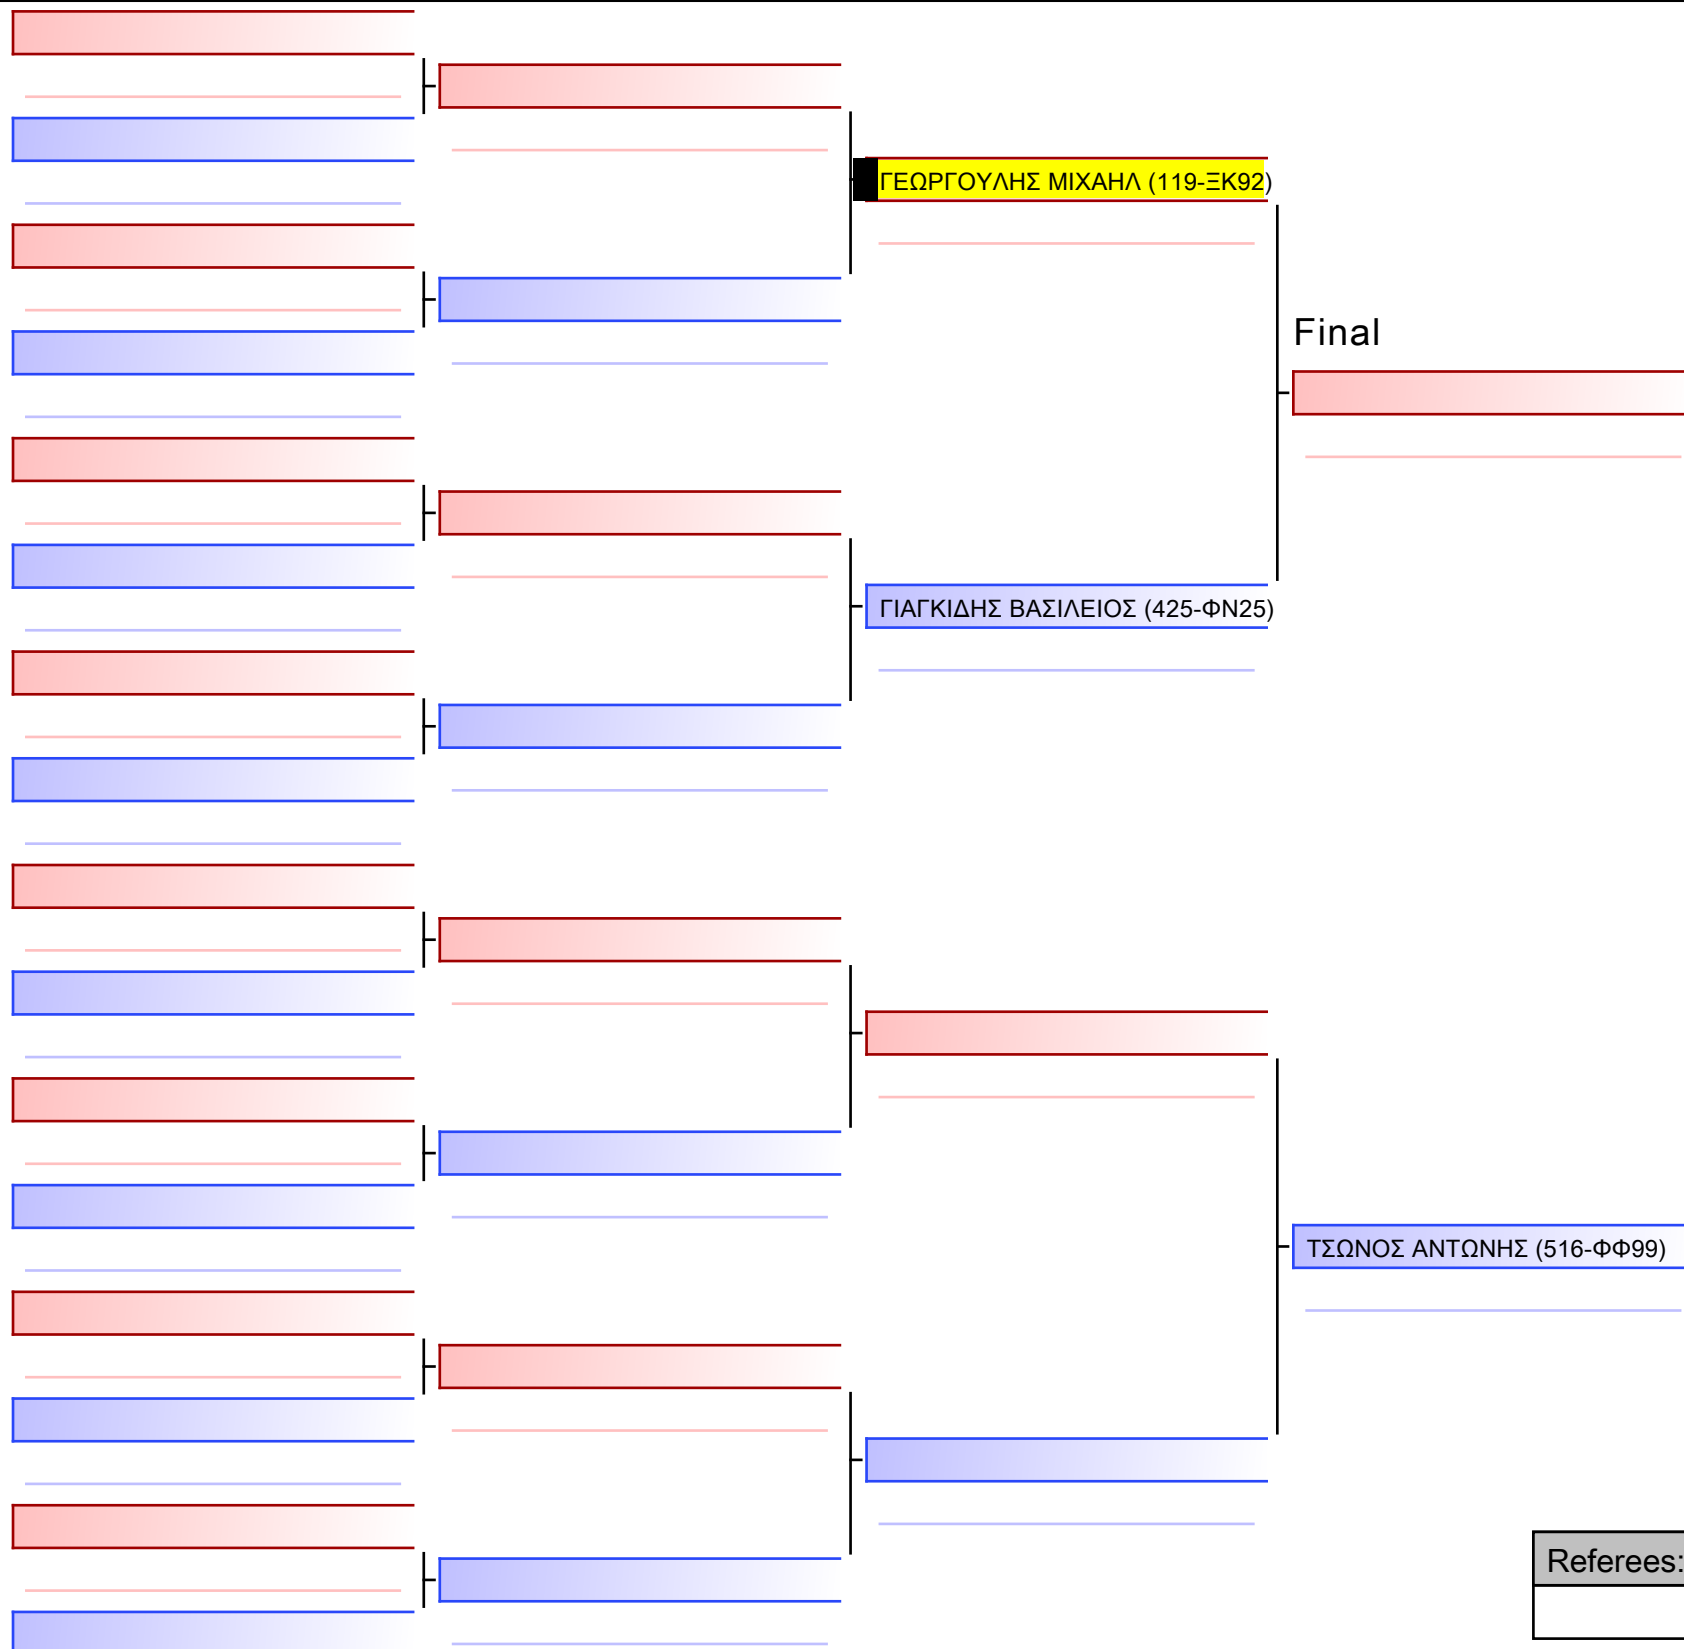 ΓΕΩΡΓΟΥΛΗΣ ΜΙΧΑΗΛ (119-ΞΚ92)
Final
ΓΙΑΓΚΙΔΗΣ ΒΑΣΙΛΕΙΟΣ (425-ΦΝ25)
ΤΣΩΝΟΣ ΑΝΤΩΝΗΣ (516-ΦΦ99)
Referees: